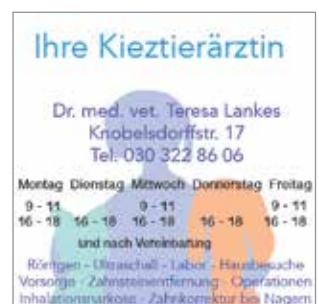 Ihre Kieztierärztin
Dr. med. vet. Teresa Lankes
Knobelsdorffstr. 17
Tel. 030 322 86 06
Montag Dienstag Mittwoch Donnerstag Freitag
9 - 11 9 - 11 9 - 11
16 - 18 16 - 18 16 - 18 16 - 18 16 - 18
und nach Vereinbarung
Röntgen - Ultraschall - Labor - Hausbesuche
Vorsorge - Zahnsteinentfernung - Operationen
Inhalationsnarkose - Zahnkorrektur bei Nagern